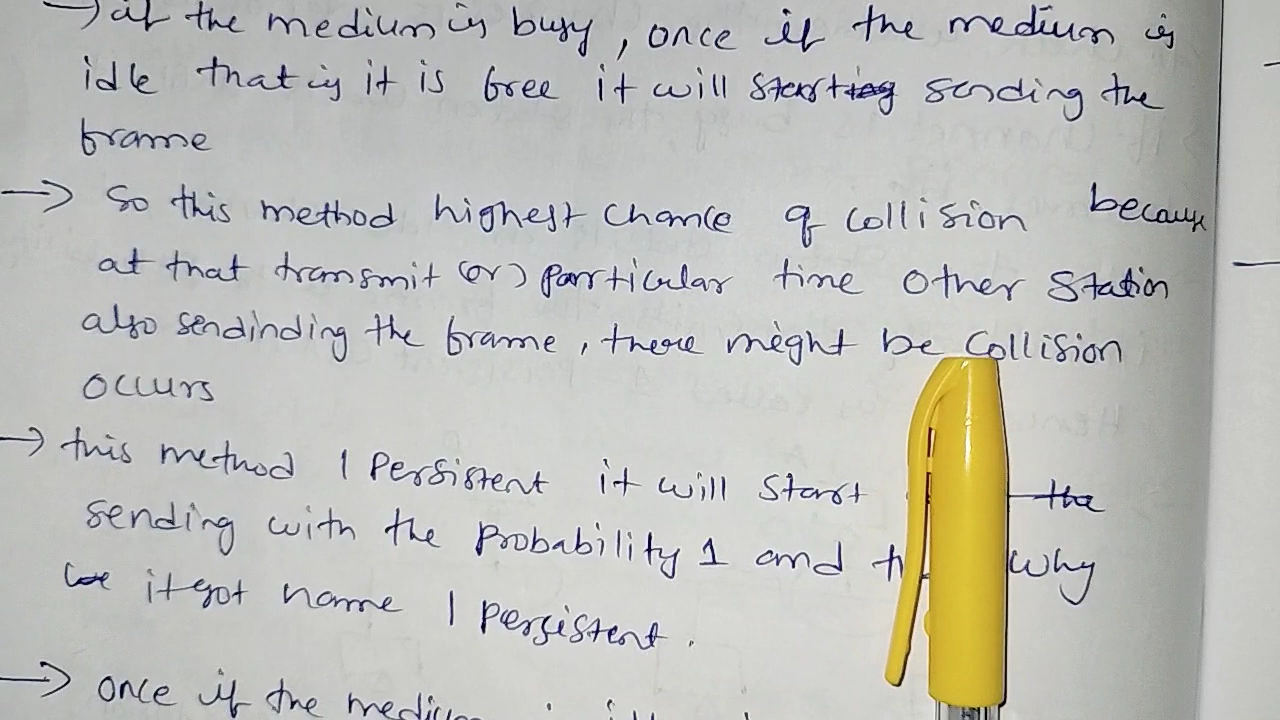 → if the medium is busy, once if the medium is
idle that is it is free it will starting sending the
frame
→ So this method highest chance of collision because
at that transmit (or) particular time other station
also sendinding the frame, there might be collision
occurs
→ this method 1 Persistent it will start the
sending with the Probability 1 and why
it got name 1 persistent.
→ once if the medium